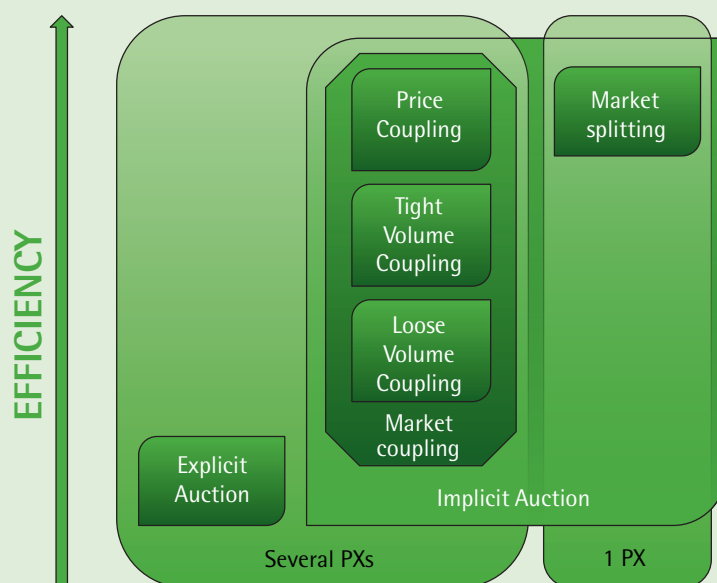 EFFICIENCY
Price
Coupling
Market
splitting
Tight
Volume
Coupling
Loose
Volume
Coupling
Market
coupling
Explicit
Auction
Implicit Auction
Several PXs
1 PX